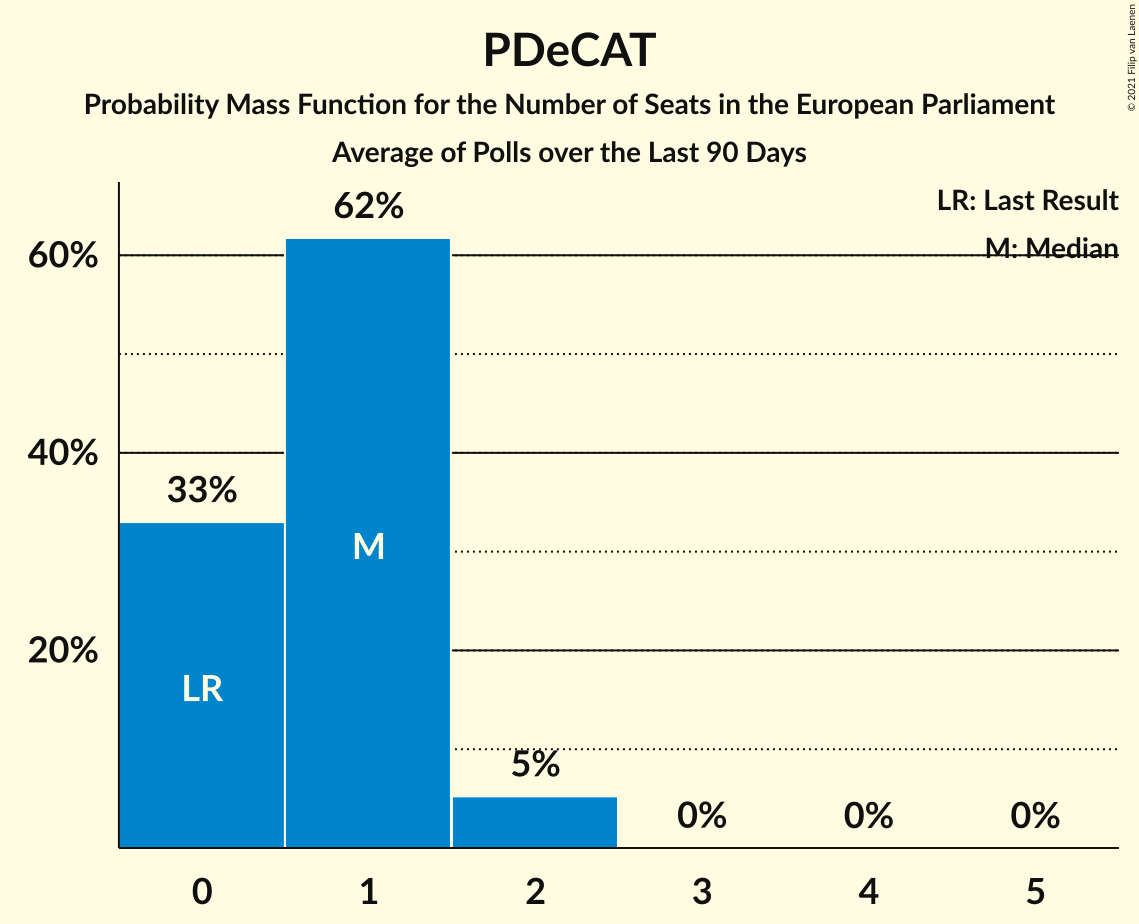 PDeCAT
Probability Mass Function for the Number of Seats in the European Parliament
Average of Polls over the Last 90 Days
© 2021 Filip van Laenen
LR: Last Result
M: Median
62%
60%
40%
33%
M
20%
LR
5%
0% 0% 0%
0 1 2 3 4 5